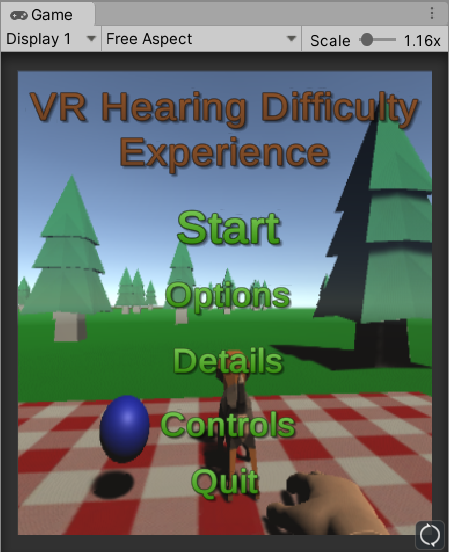 Game
Display 1 Free Aspect Scale 1.16x
VR Hearing Difficulty
Experience
Start
Options
Details
Controls
Quit